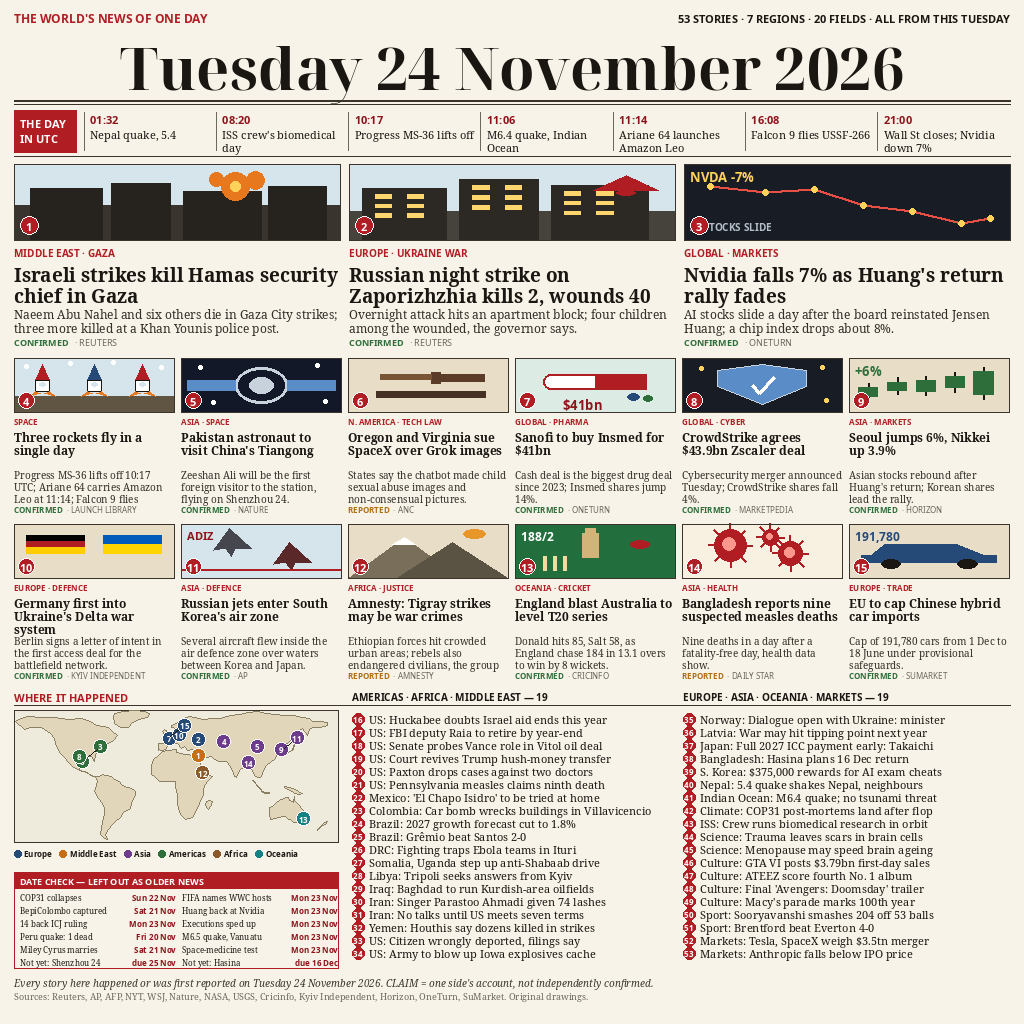 THE WORLD'S NEWS OF ONE DAY
53 STORIES · 7 REGIONS · 20 FIELDS · ALL FROM THIS TUESDAY
Tuesday 24 November 2026
THE DAY
IN UTC
01:32
Nepal quake, 5.4
08:20
ISS crew's biomedical
day
10:17
Progress MS-36 lifts off
11:06
M6.4 quake, Indian
Ocean
11:14
Ariane 64 launches
Amazon Leo
16:08
Falcon 9 flies USSF-266
21:00
Wall St closes; Nvidia
down 7%
1
MIDDLE EAST · GAZA
Israeli strikes kill Hamas security
chief in Gaza
Naeem Abu Nahel and six others die in Gaza City strikes;
three more killed at a Khan Younis police post.
CONFIRMED · REUTERS
2
EUROPE · UKRAINE WAR
Russian night strike on
Zaporizhzhia kills 2, wounds 40
Overnight attack hits an apartment block; four children
among the wounded, the governor says.
CONFIRMED · REUTERS
NVDA -7%
3 TOCKS SLIDE
GLOBAL · MARKETS
Nvidia falls 7% as Huang's return
rally fades
AI stocks slide a day after the board reinstated Jensen
Huang; a chip index drops about 8%.
CONFIRMED · ONETURN
4
SPACE
Three rockets fly in a
single day
Progress MS-36 lifts off 10:17
UTC; Ariane 64 carries Amazon
Leo at 11:14; Falcon 9 flies
CONFIRMED · LAUNCH LIBRARY
5
ASIA · SPACE
Pakistan astronaut to
visit China's Tiangong
Zeeshan Ali will be the first
foreign visitor to the station,
flying on Shenzhou 24.
CONFIRMED · NATURE
6
N. AMERICA · TECH LAW
Oregon and Virginia sue
SpaceX over Grok images
States say the chatbot made child
sexual abuse images and
non-consensual pictures.
REPORTED · ANC
$41bn
7
GLOBAL · PHARMA
Sanofi to buy Insmed for
$41bn
Cash deal is the biggest drug deal
since 2023; Insmed shares jump
14%.
CONFIRMED · ONETURN
8
GLOBAL · CYBER
CrowdStrike agrees
$43.9bn Zscaler deal
Cybersecurity merger announced
Tuesday; CrowdStrike shares fall
4%.
CONFIRMED · MARKETPEDIA
+6%
9
ASIA · MARKETS
Seoul jumps 6%, Nikkei
up 3.9%
Asian stocks rebound after
Huang's return; Korean shares
lead the rally.
CONFIRMED · HORIZON
10
EUROPE · DEFENCE
Germany first into
Ukraine's Delta war
system
Berlin signs a letter of intent in
the first access deal for the
battlefield network.
CONFIRMED · KYIV INDEPENDENT
ADIZ
11
ASIA · DEFENCE
Russian jets enter South
Korea's air zone
Several aircraft flew inside the
air defence zone over waters
between Korea and Japan.
CONFIRMED · AP
12
AFRICA · JUSTICE
Amnesty: Tigray strikes
may be war crimes
Ethiopian forces hit crowded
urban areas; rebels also
endangered civilians, the group
REPORTED · AMNESTY
188/2
13
OCEANIA · CRICKET
England blast Australia to
level T20 series
Donald hits 85, Salt 58, as
England chase 184 in 13.1 overs
to win by 8 wickets.
CONFIRMED · CRICINFO
14
ASIA · HEALTH
Bangladesh reports nine
suspected measles deaths
Nine deaths in a day after a
fatality-free day, health data
show.
REPORTED · DAILY STAR
191,780
15
EUROPE · TRADE
EU to cap Chinese hybrid
car imports
Cap of 191,780 cars from 1 Dec to
18 June under provisional
safeguards.
CONFIRMED · SUMARKET
WHERE IT HAPPENED
15
7
10
2
1
4
5
11
9
14
12
8
3
13
Europe Middle East Asia Americas Africa Oceania
DATE CHECK — LEFT OUT AS OLDER NEWS
COP31 collapses Sun 22 Nov FIFA names WWC hosts Mon 23 Nov
BepiColombo captured Sat 21 Nov Huang back at Nvidia Mon 23 Nov
14 back ICJ ruling Mon 23 Nov Executions sped up Mon 23 Nov
Peru quake: 1 dead Fri 20 Nov M6.5 quake, Vanuatu Mon 23 Nov
Miley Cyrus marries Sat 21 Nov Space-medicine test Mon 23 Nov
Not yet: Shenzhou 24 due 25 Nov Not yet: Hasina due 16 Dec
AMERICAS · AFRICA · MIDDLE EAST — 19
16 US: Huckabee doubts Israel aid ends this year
17 US: FBI deputy Raia to retire by year-end
18 US: Senate probes Vance role in Vitol oil deal
19 US: Court revives Trump hush-money transfer
20 US: Paxton drops cases against two doctors
21 US: Pennsylvania measles claims ninth death
22 Mexico: 'El Chapo Isidro' to be tried at home
23 Colombia: Car bomb wrecks buildings in Villavicencio
24 Brazil: 2027 growth forecast cut to 1.8%
25 Brazil: Grêmio beat Santos 2-0
26 DRC: Fighting traps Ebola teams in Ituri
27 Somalia, Uganda step up anti-Shabaab drive
28 Libya: Tripoli seeks answers from Kyiv
29 Iraq: Baghdad to run Kurdish-area oilfields
30 Iran: Singer Parastoo Ahmadi given 74 lashes
31 Iran: No talks until US meets seven terms
32 Yemen: Houthis say dozens killed in strikes
33 US: Citizen wrongly deported, filings say
34 US: Army to blow up Iowa explosives cache
EUROPE · ASIA · OCEANIA · MARKETS — 19
35 Norway: Dialogue open with Ukraine: minister
36 Latvia: War may hit tipping point next year
37 Japan: Full 2027 ICC payment early: Takaichi
38 Bangladesh: Hasina plans 16 Dec return
39 S. Korea: $375,000 rewards for AI exam cheats
40 Nepal: 5.4 quake shakes Nepal, neighbours
41 Indian Ocean: M6.4 quake; no tsunami threat
42 Climate: COP31 post-mortems land after flop
43 ISS: Crew runs biomedical research in orbit
44 Science: Trauma leaves scars in brain cells
45 Science: Menopause may speed brain ageing
46 Culture: GTA VI posts $3.79bn first-day sales
47 Culture: ATEEZ score fourth No. 1 album
48 Culture: Final 'Avengers: Doomsday' trailer
49 Culture: Macy's parade marks 100th year
50 Sport: Sooryavanshi smashes 204 off 53 balls
51 Sport: Brentford beat Everton 4-0
52 Markets: Tesla, SpaceX weigh $3.5tn merger
53 Markets: Anthropic falls below IPO price
Every story here happened or was first reported on Tuesday 24 November 2026. CLAIM = one side's account, not independently confirmed.
Sources: Reuters, AP, AFP, NYT, WSJ, Nature, NASA, USGS, Cricinfo, Kyiv Independent, Horizon, OneTurn, SuMarket. Original drawings.